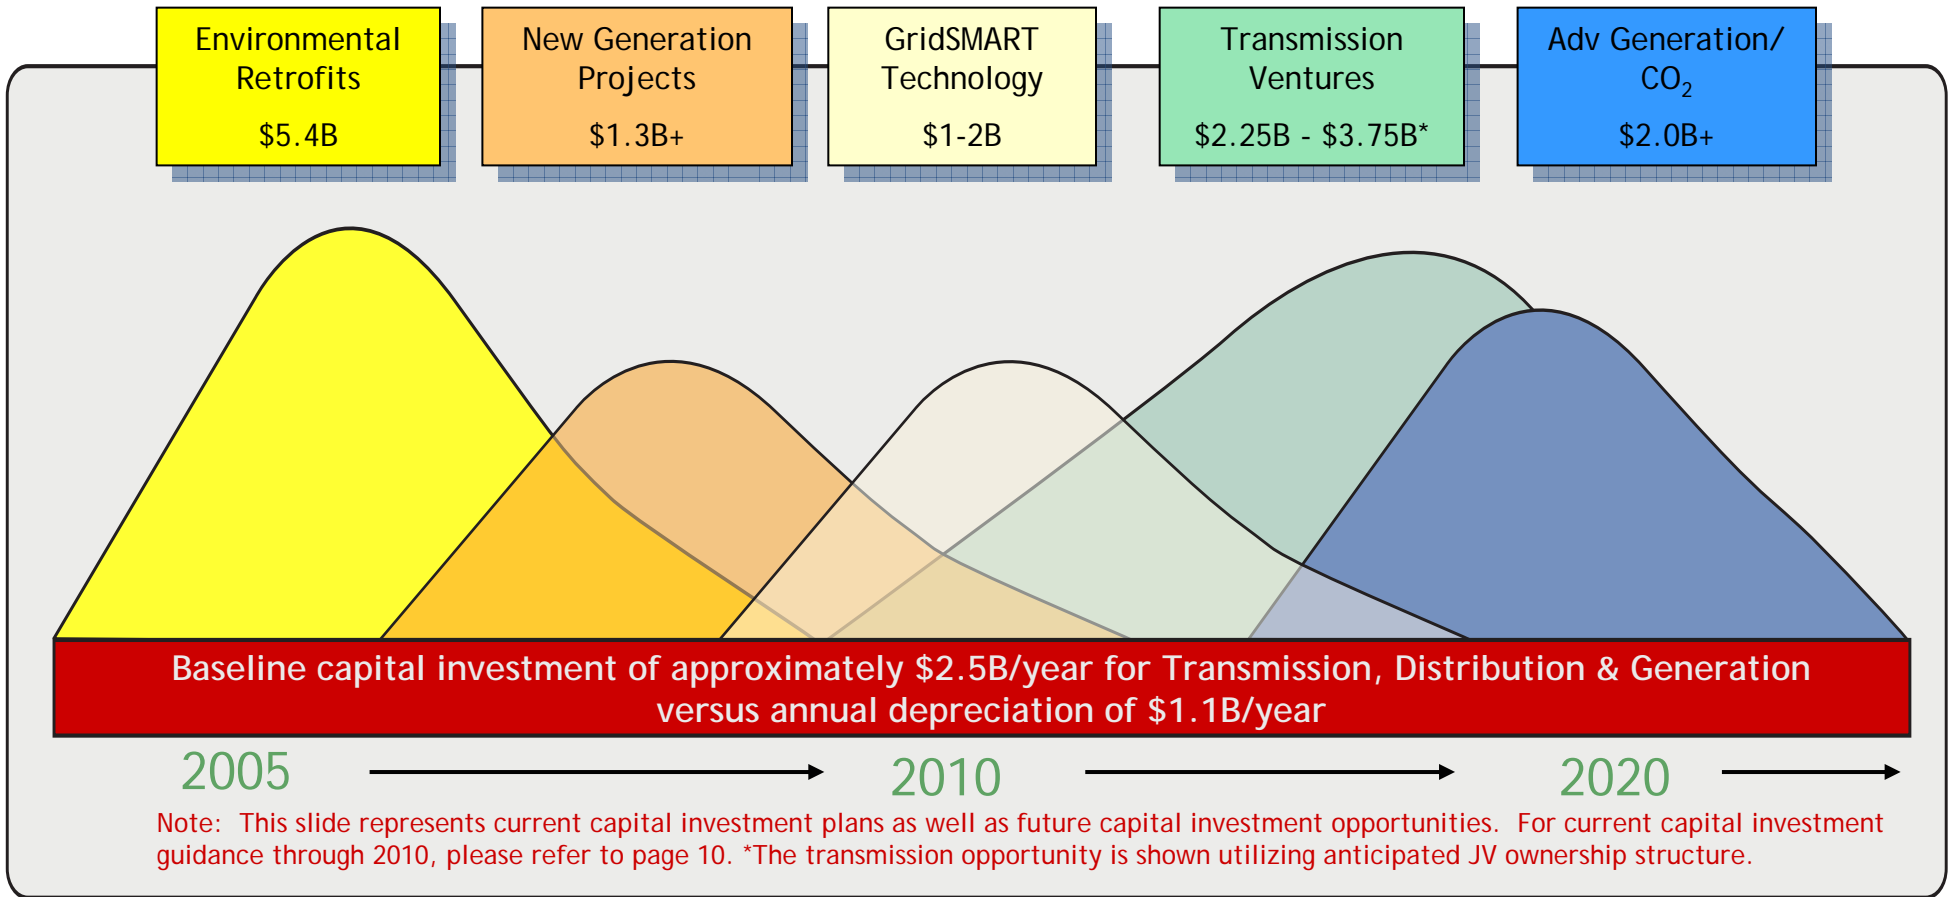 Environmental
Retrofits
$5.4B
New Generation
Projects
$1.3B+
GridSMART
Technology
$1-2B
Transmission
Ventures
$2.25B - $3.75B*
Adv Generation/
CO₂
$2.0B+
Baseline capital investment of approximately $2.5B/year for Transmission, Distribution & Generation
versus annual depreciation of $1.1B/year
2005
2010
2020
Note:  This slide represents current capital investment plans as well as future capital investment opportunities.  For current capital investment
guidance through 2010, please refer to page 10. *The transmission opportunity is shown utilizing anticipated JV ownership structure.